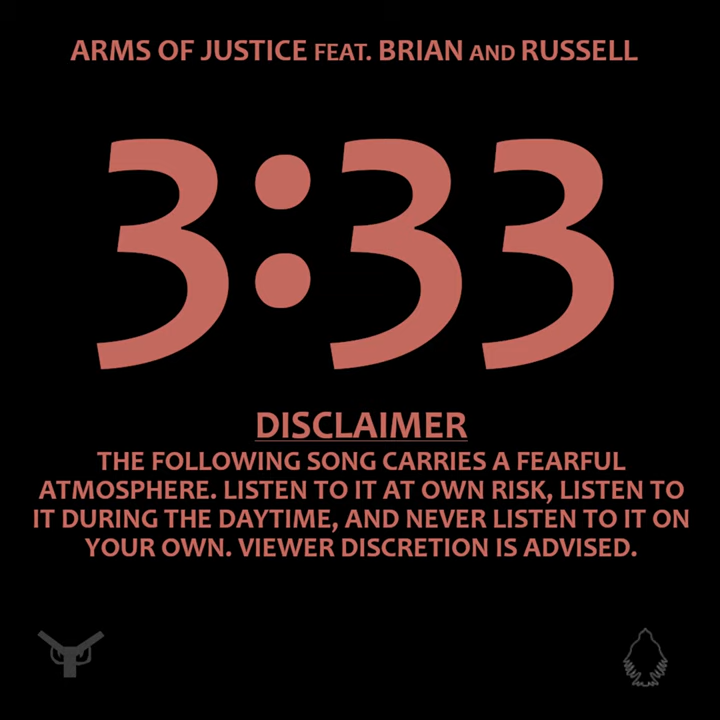 ARMS OF JUSTICE FEAT. BRIAN AND RUSSELL
3:33
DISCLAIMER
THE FOLLOWING SONG CARRIES A FEARFUL
ATMOSPHERE. LISTEN TO IT AT OWN RISK, LISTEN TO
IT DURING THE DAYTIME, AND NEVER LISTEN TO IT ON
YOUR OWN. VIEWER DISCRETION IS ADVISED.